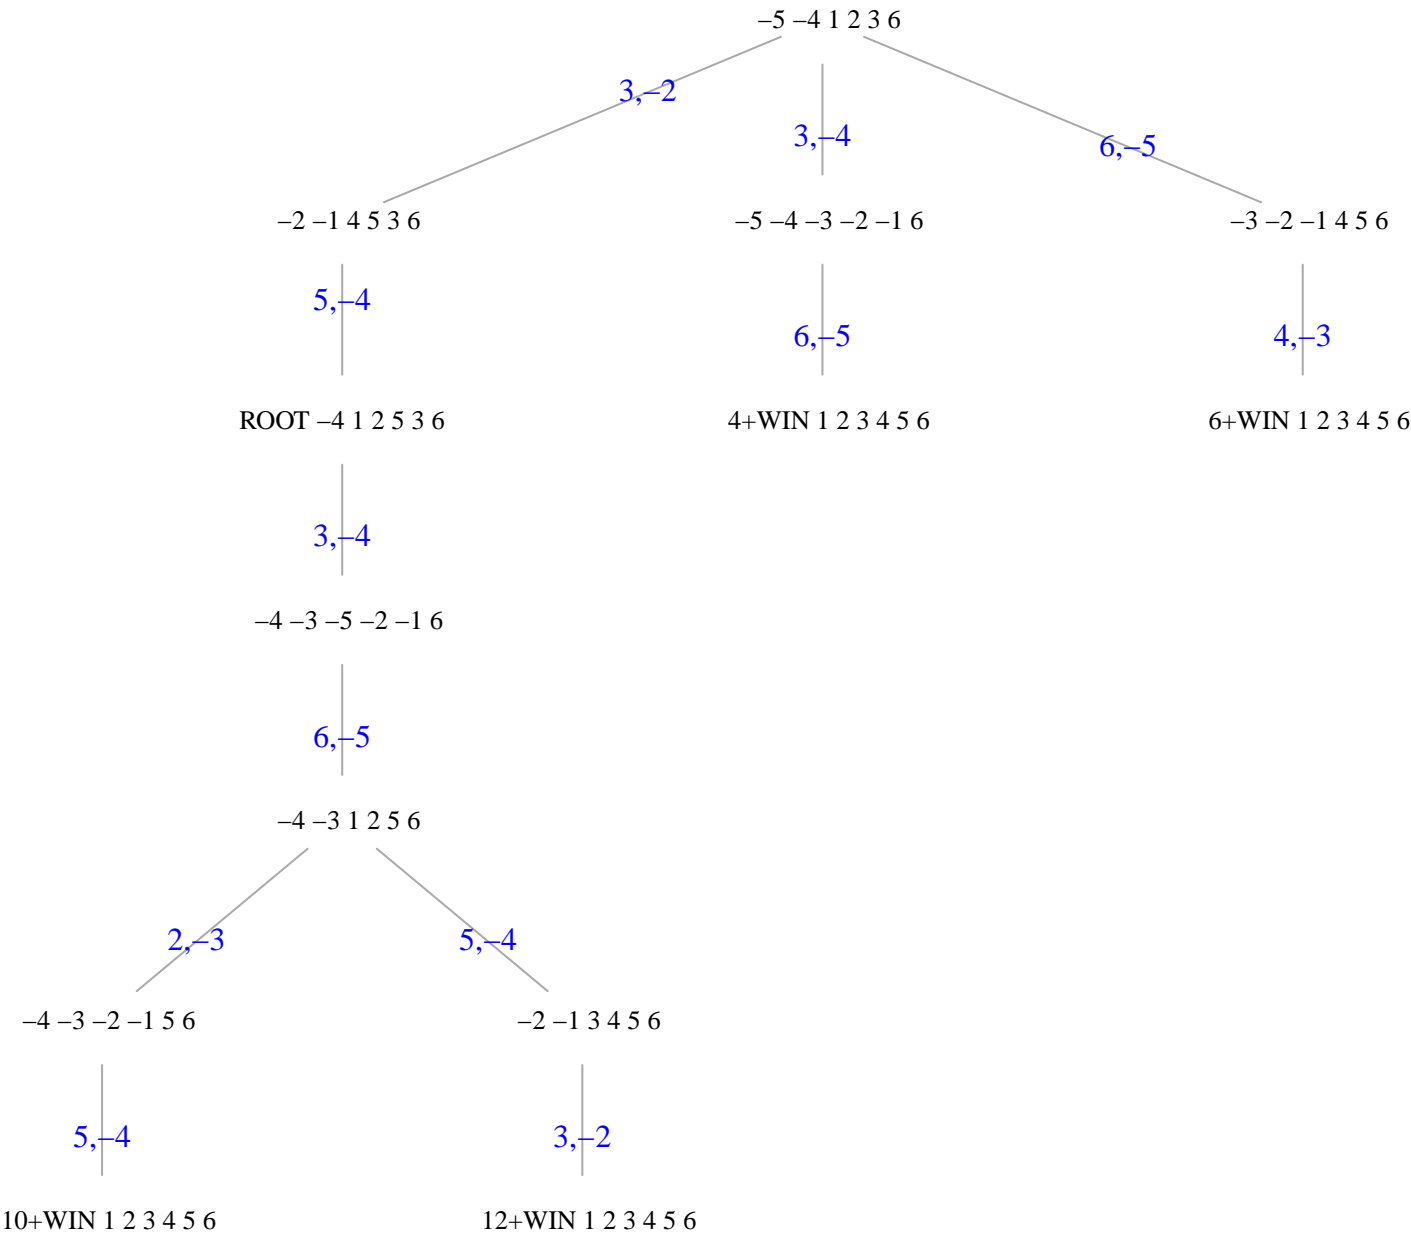 –5 –4 1 2 3 6
3,–2
3,–4
6,–5
–2 –1 4 5 3 6
–5 –4 –3 –2 –1 6
–3 –2 –1 4 5 6
5,–4
6,–5
4,–3
ROOT –4 1 2 5 3 6
4+WIN 1 2 3 4 5 6
6+WIN 1 2 3 4 5 6
3,–4
–4 –3 –5 –2 –1 6
6,–5
–4 –3 1 2 5 6
2,–3
5,–4
–4 –3 –2 –1 5 6
–2 –1 3 4 5 6
5,–4
3,–2
10+WIN 1 2 3 4 5 6
12+WIN 1 2 3 4 5 6